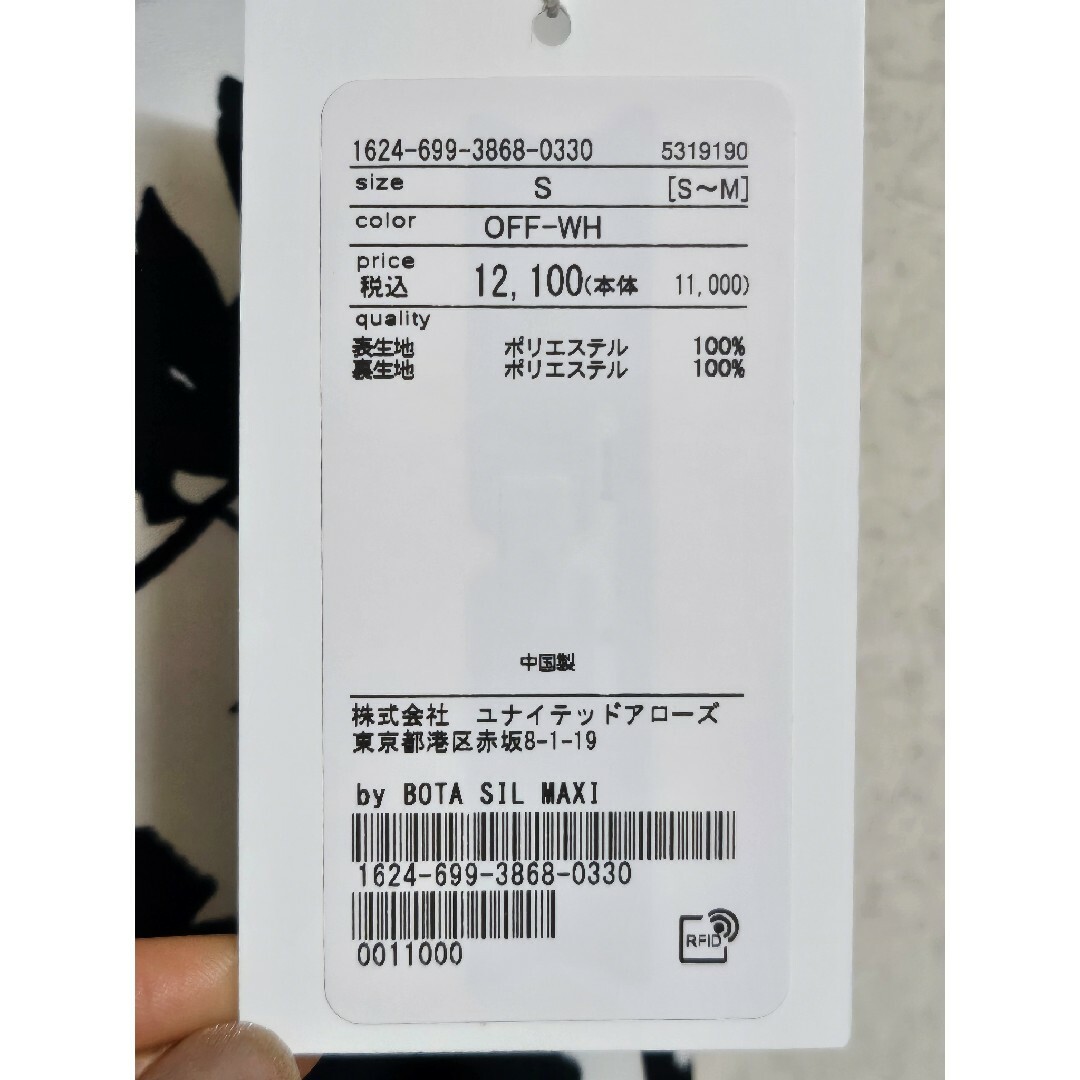 1624-699-3868-0330 5319190
size S [S～M]
color OFF-WH
price
税込 12,100(本体 11,000)
quality
表生地 ポリエステル 100%
裏生地 ポリエステル 100%
中国製
株式会社 ユナイテッドアローズ
東京都港区赤坂8-1-19
by BOTA SIL MAXI
1624-699-3868-0330
0011000
RFID